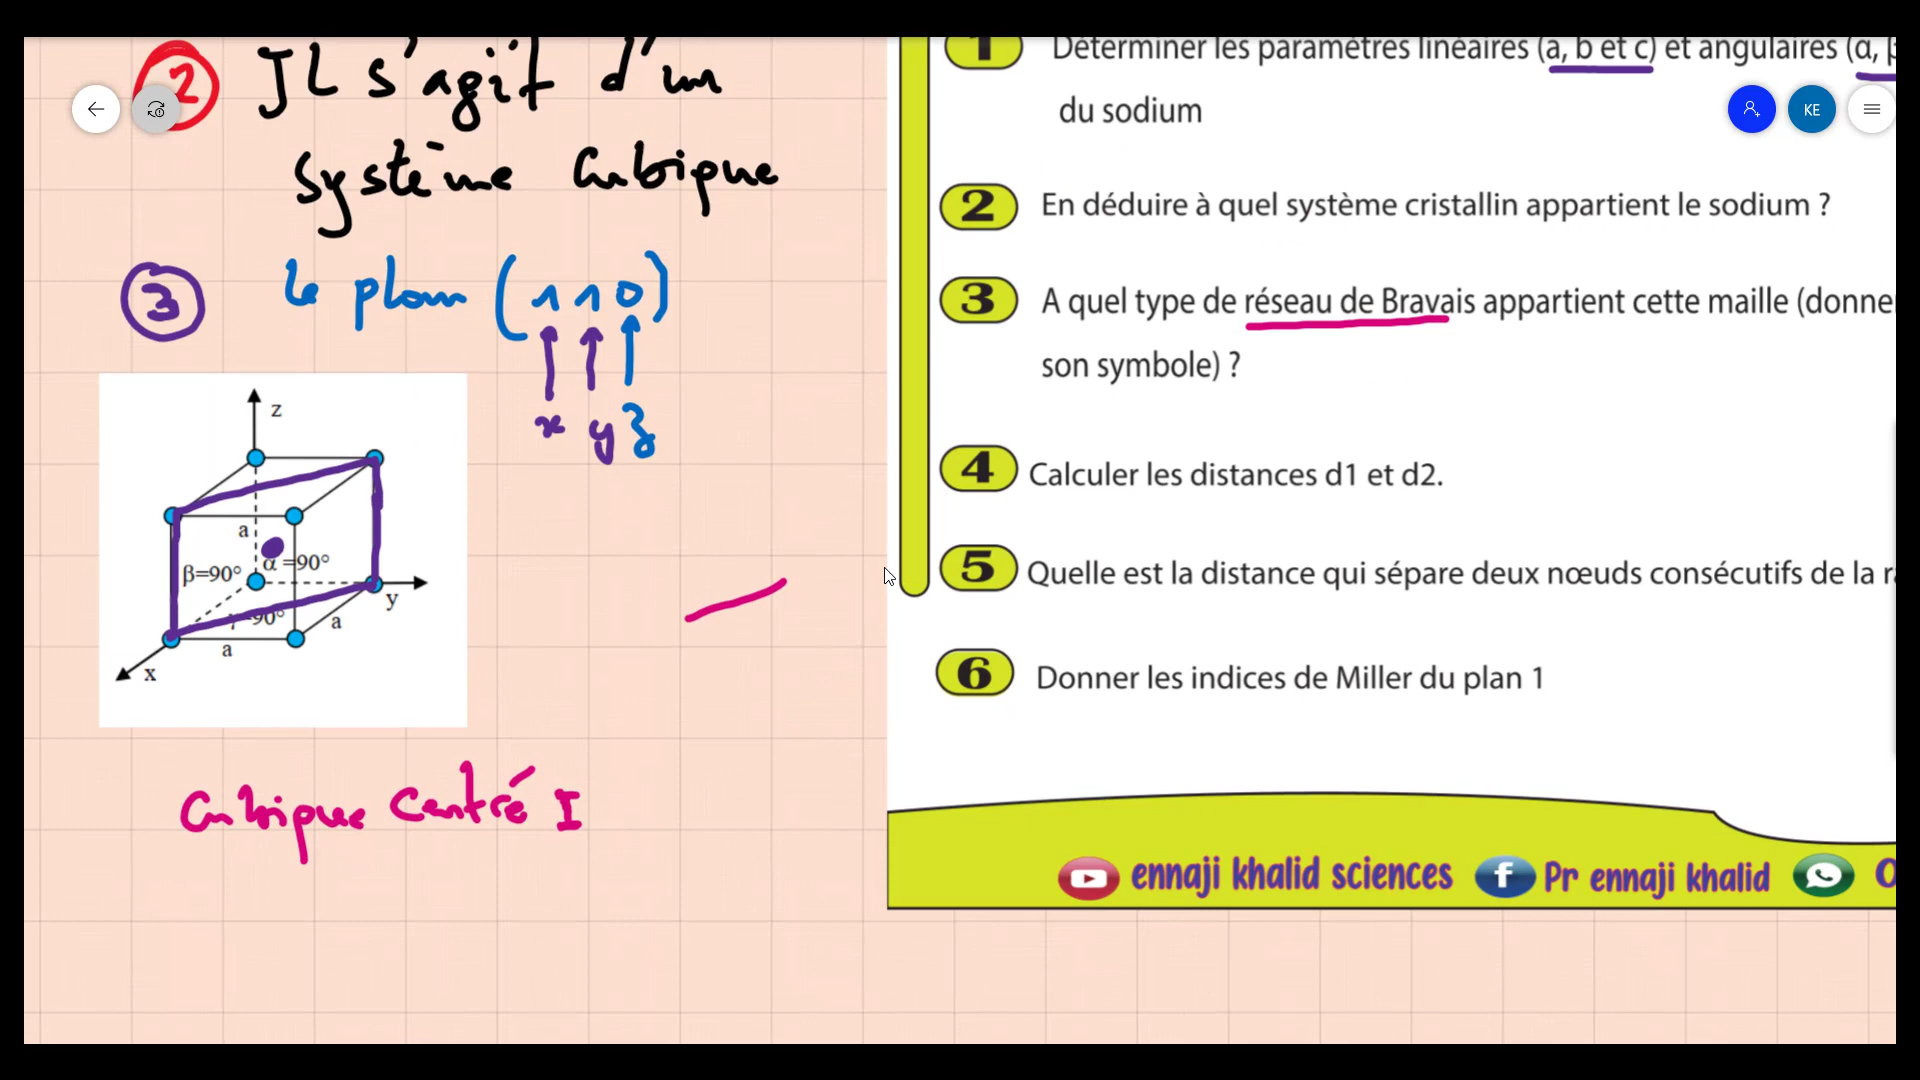 2 Il s'agit d'un
système Cubique
3 le plan (110)
x y z
z
a
β=90° α=90°
y
γ=90°
a
a
x
Cubique Centré I
1 Déterminer les paramètres linéaires (a, b et c) et angulaires (α, β
du sodium
KE
2 En déduire à quel système cristallin appartient le sodium ?
3 A quel type de réseau de Bravais appartient cette maille (donne
son symbole) ?
4 Calculer les distances d1 et d2.
5 Quelle est la distance qui sépare deux nœuds consécutifs de la ra
6 Donner les indices de Miller du plan 1
ennaji khalid sciences f Pr ennaji khalid